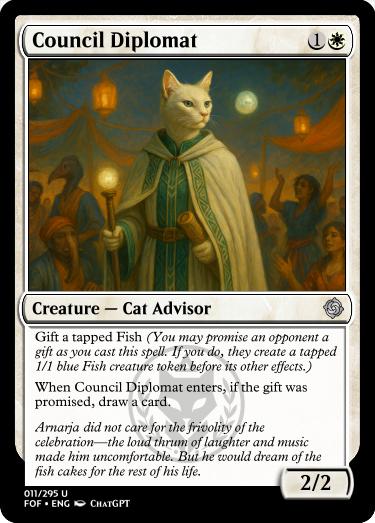 Council Diplomat 1
Creature — Cat Advisor
Gift a tapped Fish (You may promise an opponent a
gift as you cast this spell. If you do, they create a tapped
1/1 blue Fish creature token before its other effects.)
When Council Diplomat enters, if the gift was
promised, draw a card.
Arnarja did not care for the frivolity of the
celebration—the loud thrum of laughter and music
made him uncomfortable. But he would dream of the
fish cakes for the rest of his life.
2/2
011/295 U
FOF • ENG ChatGPT